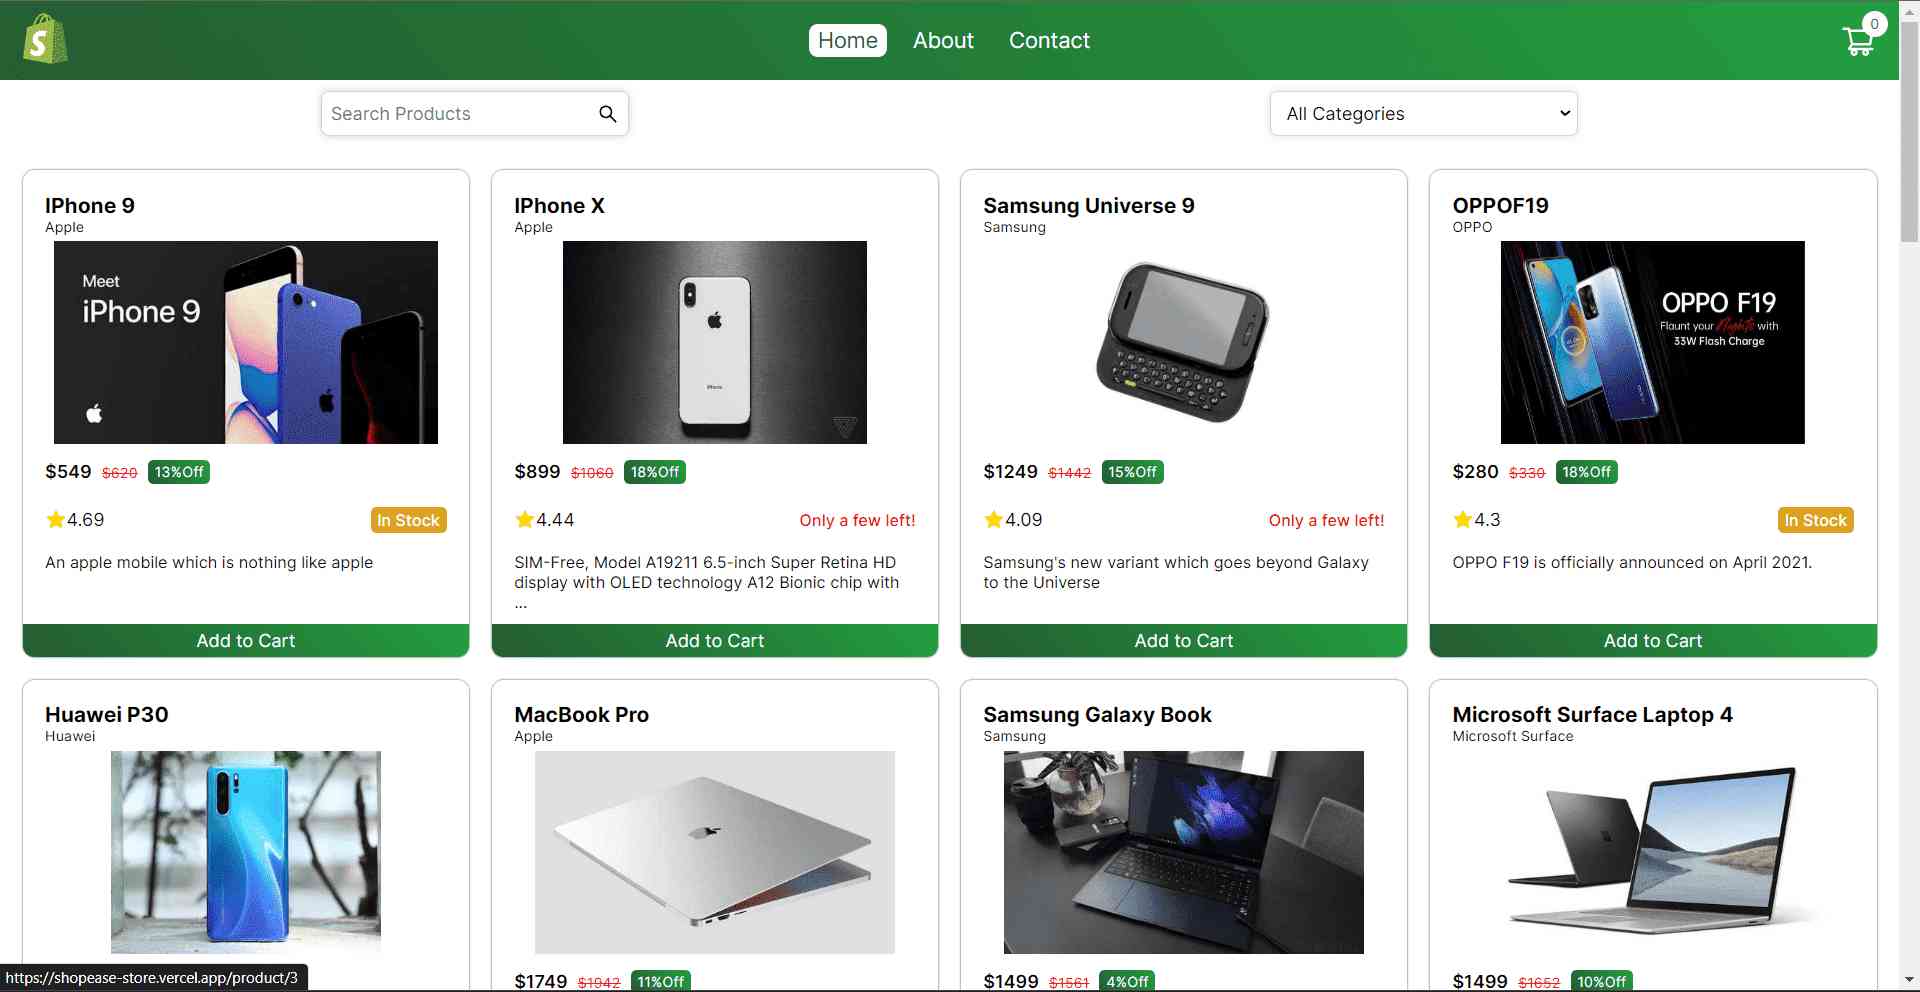 S
Home
About
Contact
0
Search Products
All Categories
IPhone 9
Apple
Meet
iPhone 9
$549 $620 13%Off
4.69
In Stock
An apple mobile which is nothing like apple
Add to Cart
IPhone X
Apple
iPhone
$899 $1060 18%Off
4.44
Only a few left!
SIM-Free, Model A19211 6.5-inch Super Retina HD
display with OLED technology A12 Bionic chip with
...
Add to Cart
Samsung Universe 9
Samsung
$1249 $1442 15%Off
4.09
Only a few left!
Samsung's new variant which goes beyond Galaxy
to the Universe
Add to Cart
OPPOF19
OPPO
OPPO F19
Flaunt your Nights with
33W Flash Charge
$280 $330 18%Off
4.3
In Stock
OPPO F19 is officially announced on April 2021.
Add to Cart
Huawei P30
Huawei
MacBook Pro
Apple
$1749 $1942 11%Off
Samsung Galaxy Book
Samsung
$1499 $1561 4%Off
Microsoft Surface Laptop 4
Microsoft Surface
$1499 $1652 10%Off
https://shopease-store.vercel.app/product/3